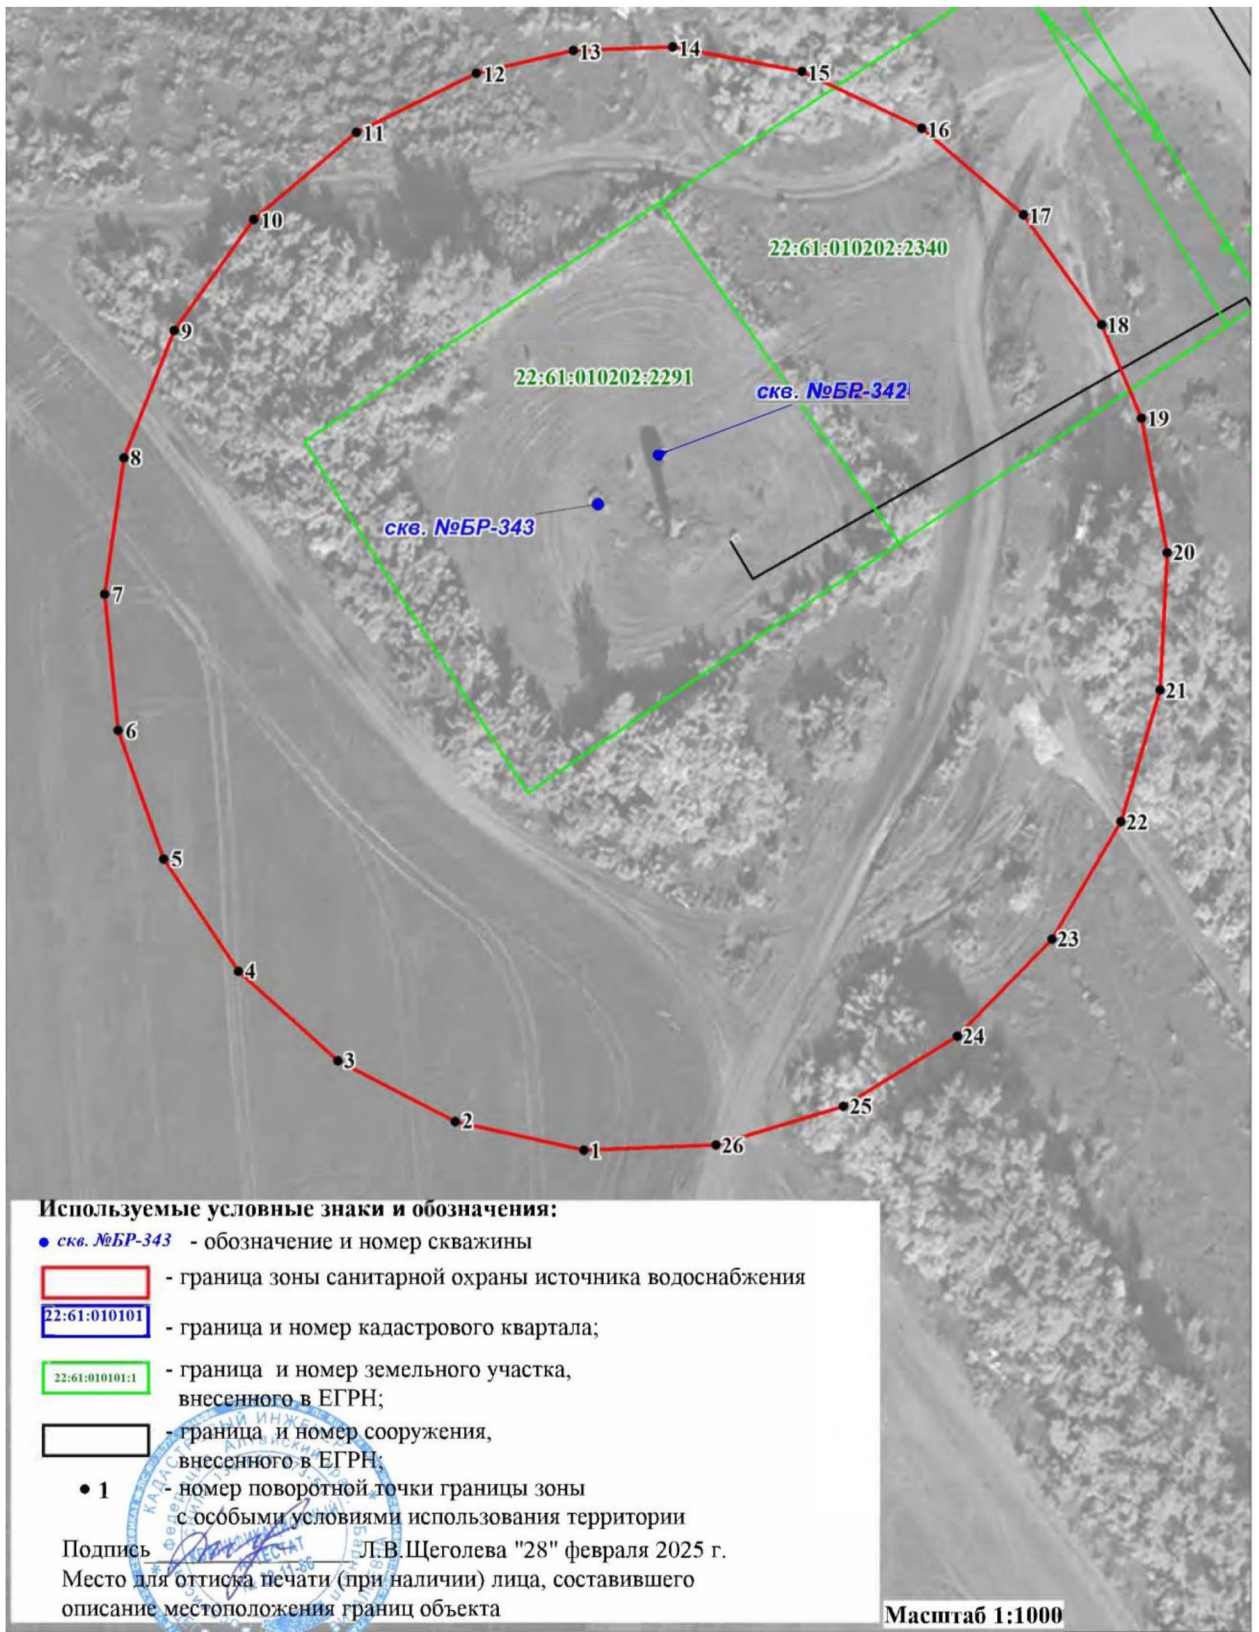 13
14
12
15
11
16
10
17
22:61:010202:2340
9
18
22:61:010202:2291
скв. №БР-342
19
8
скв. №БР-343
20
7
21
6
22
5
23
4
24
3
25
2
26
1
Используемые условные знаки и обозначения:
скв. №БР-343 - обозначение и номер скважины
- граница зоны санитарной охраны источника водоснабжения
22:61:010101
- граница и номер кадастрового квартала;
22:61:010101:1
- граница и номер земельного участка,
внесенного в ЕГРН;
- граница и номер сооружения,
внесенного в ЕГРН;
• 1 - номер поворотной точки границы зоны
с особыми условиями использования территории
КАДАСТРОВЫЙ ИНЖЕНЕР
Алтайский
АТТЕСТАТ
Подпись Л.В.Щеголева "28" февраля 2025 г.
Место для оттиска печати (при наличии) лица, составившего
описание местоположения границ объекта
Масштаб 1:1000